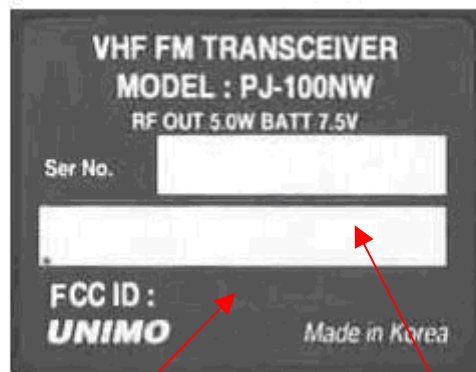 VHF FM TRANSCEIVER
MODEL : PJ-100NW
RF OUT 5.0W BATT 7.5V
Ser No.
FCC ID :
UNIMO Made in Korea